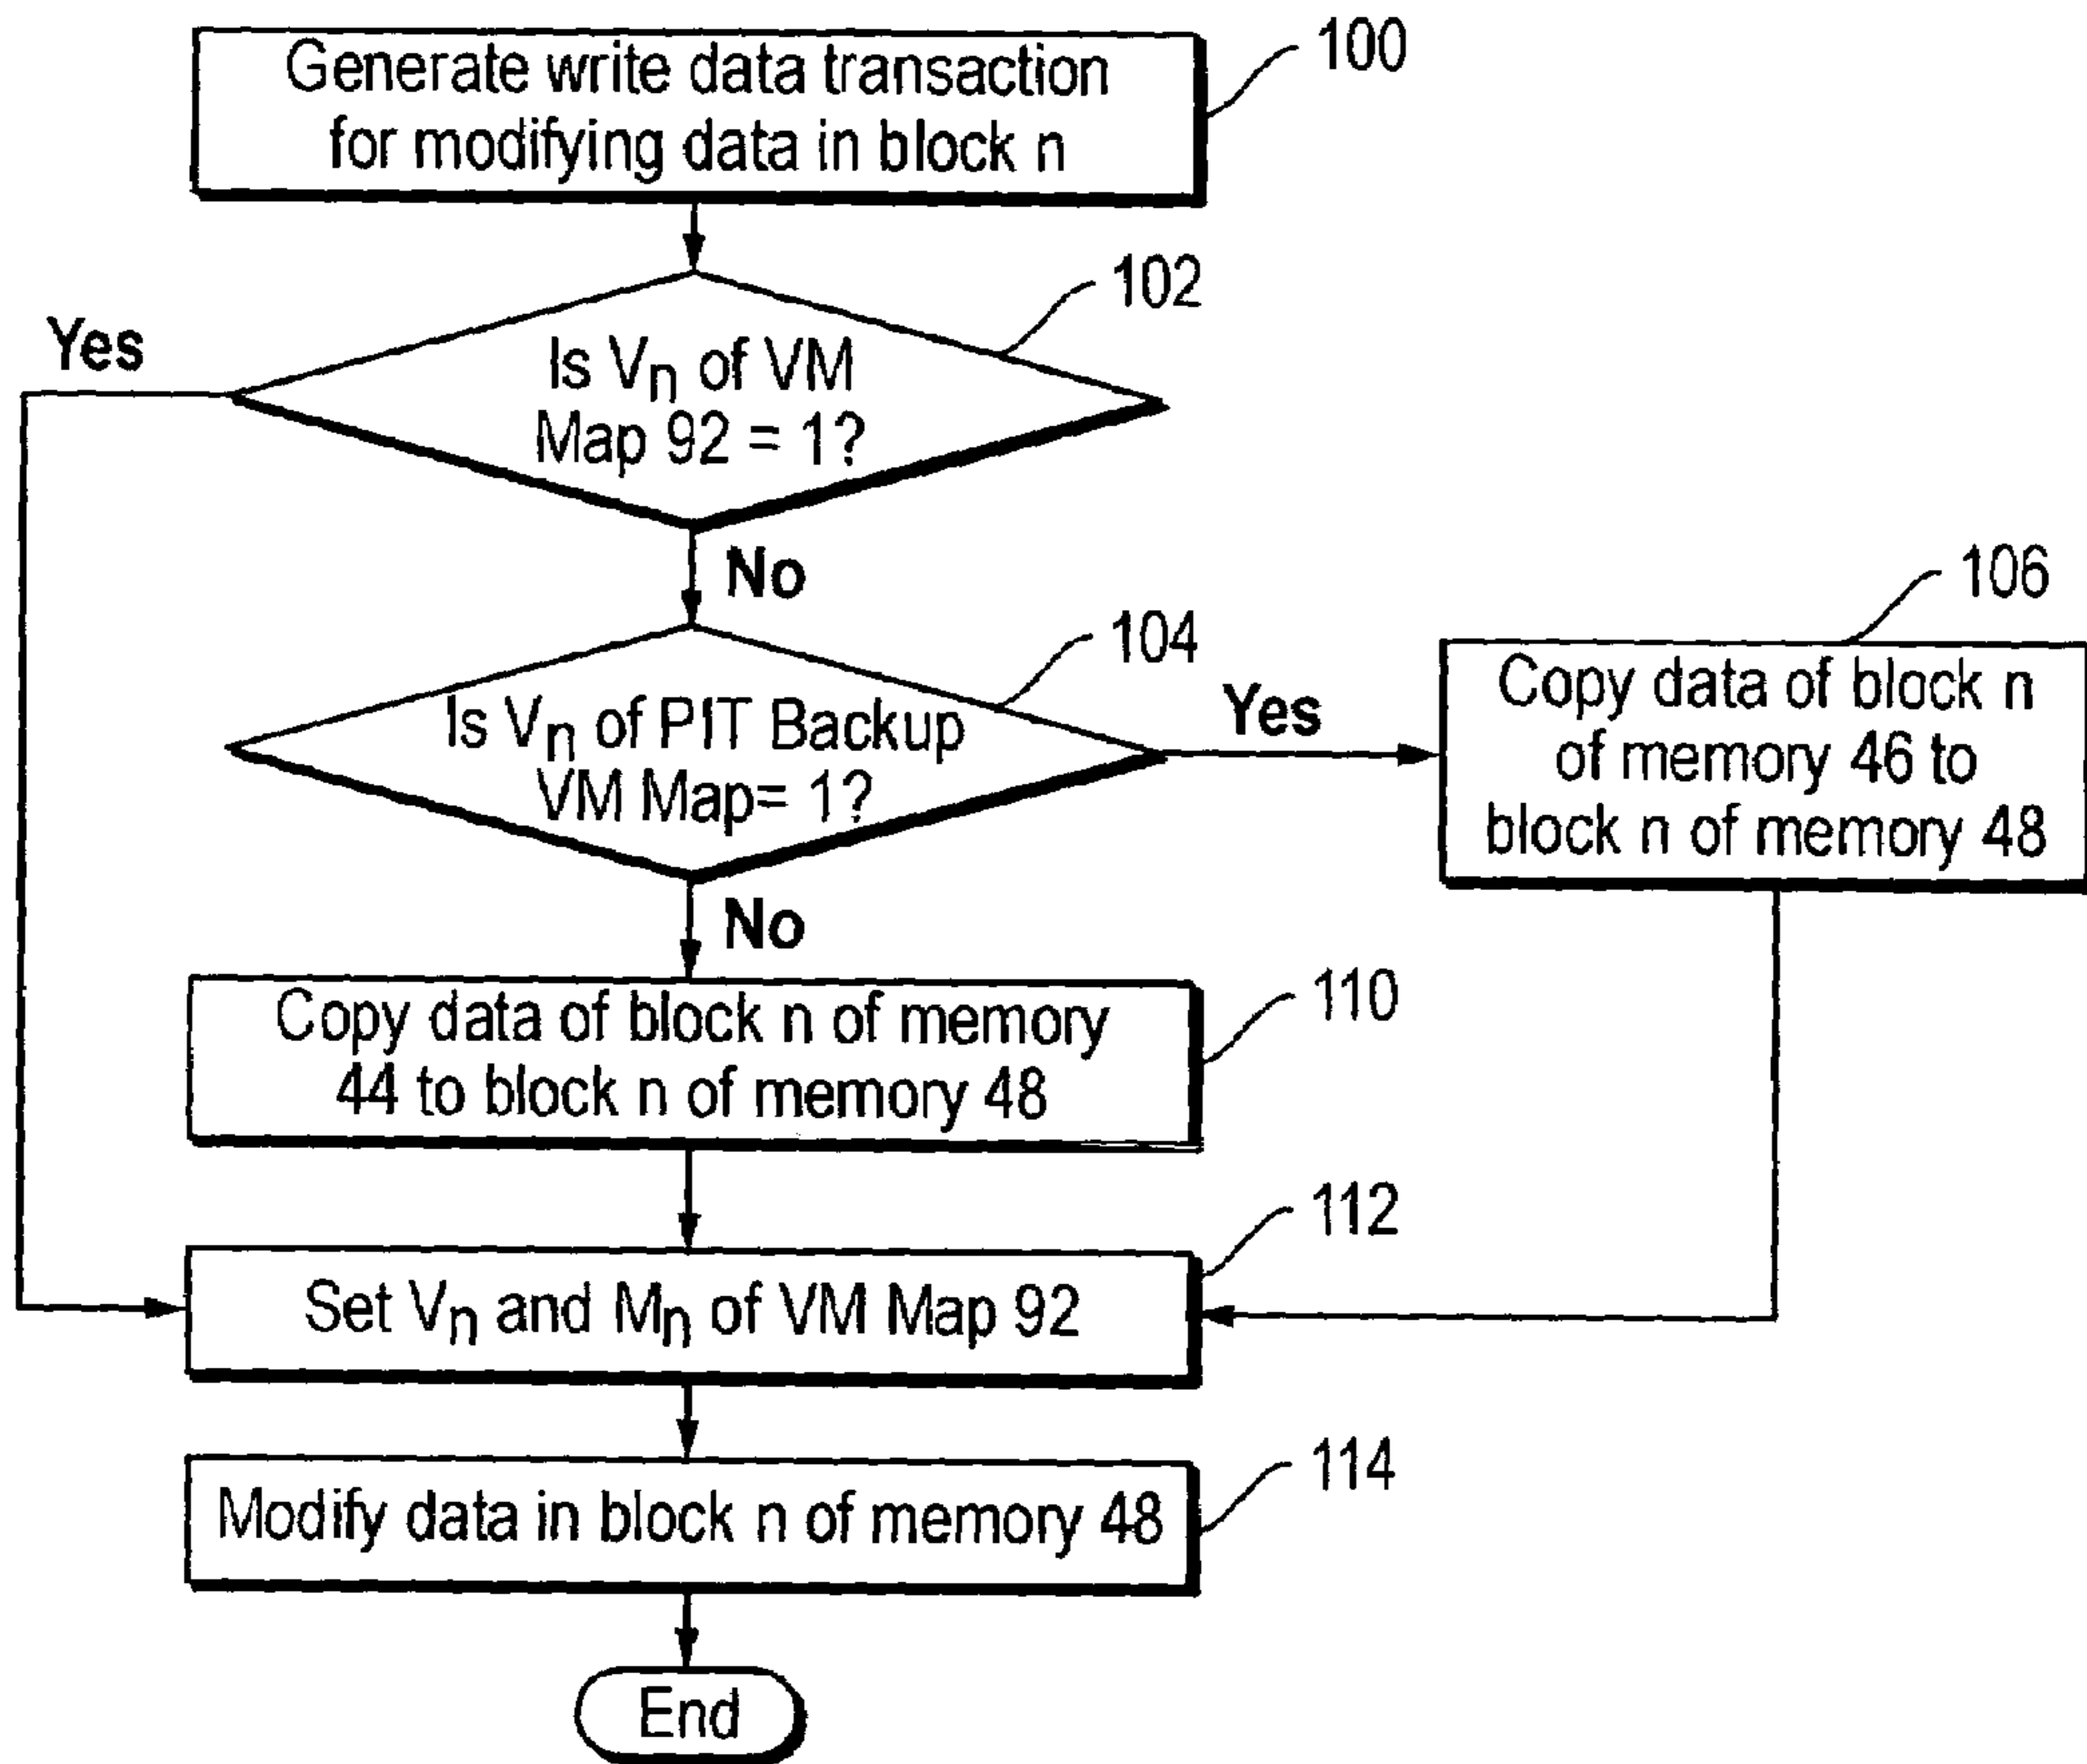 Generate write data transaction
for modifying data in block n
100
102
Yes
Is Vn of VM
Map 92 = 1?
No
104
106
Is Vn of PIT Backup
VM Map= 1?
Yes
Copy data of block n
of memory 46 to
block n of memory 48
No
110
Copy data of block n of memory
44 to block n of memory 48
112
Set Vn and Mn of VM Map 92
114
Modify data in block n of memory 48
End